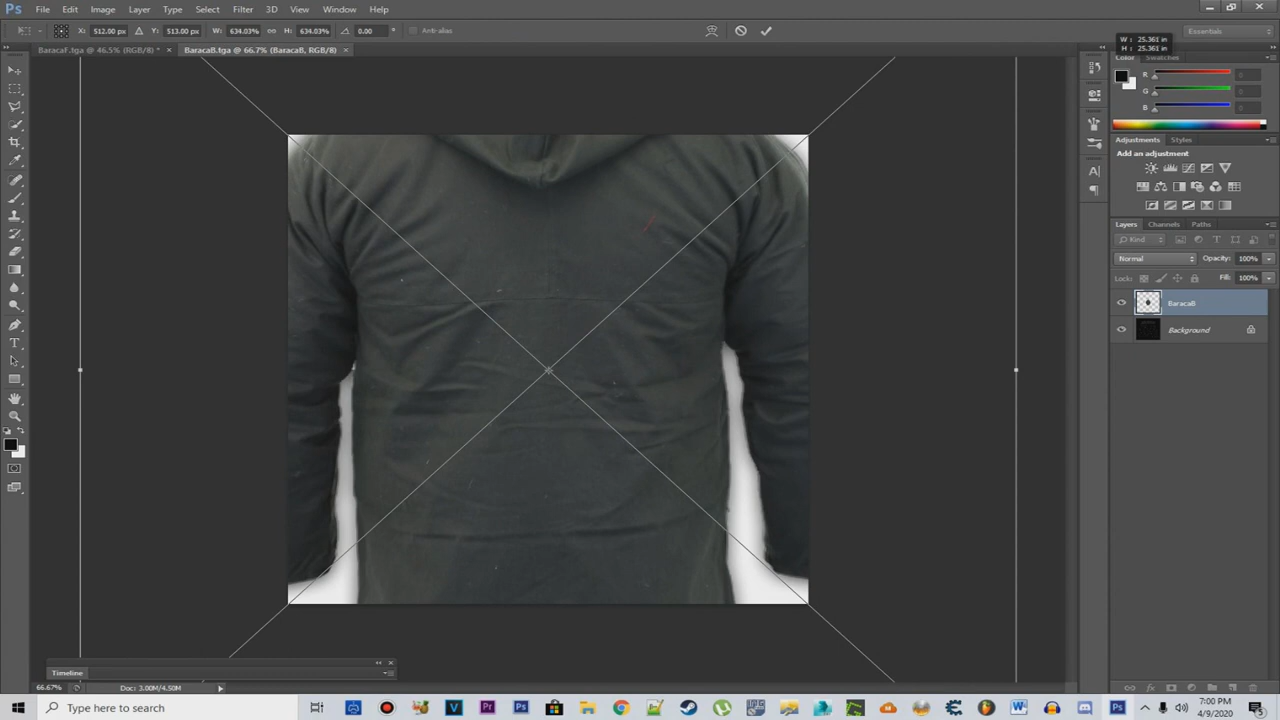 Ps File Edit Image Layer Type Select Filter 3D View Window Help
X: 512.00 px Y: 513.00 px W: 634.03% H: 634.03% 0.00 ° Anti-alias Essentials
W : 25.361 in
H : 25.361 in
BaracaF.tga @ 46.5% (RGB/8) * × BaracaB.tga @ 66.7% (BaracaB, RGB/8) ×
Color Swatches
R 0
G 0
B 0
Adjustments Styles
Add an adjustment
Layers Channels Paths
Kind
Normal Opacity: 100%
Lock: Fill: 100%
BaracaB
Background
Timeline
66.67% Doc: 3.00M/4.50M
Type here to search
7:00 PM
4/9/2020